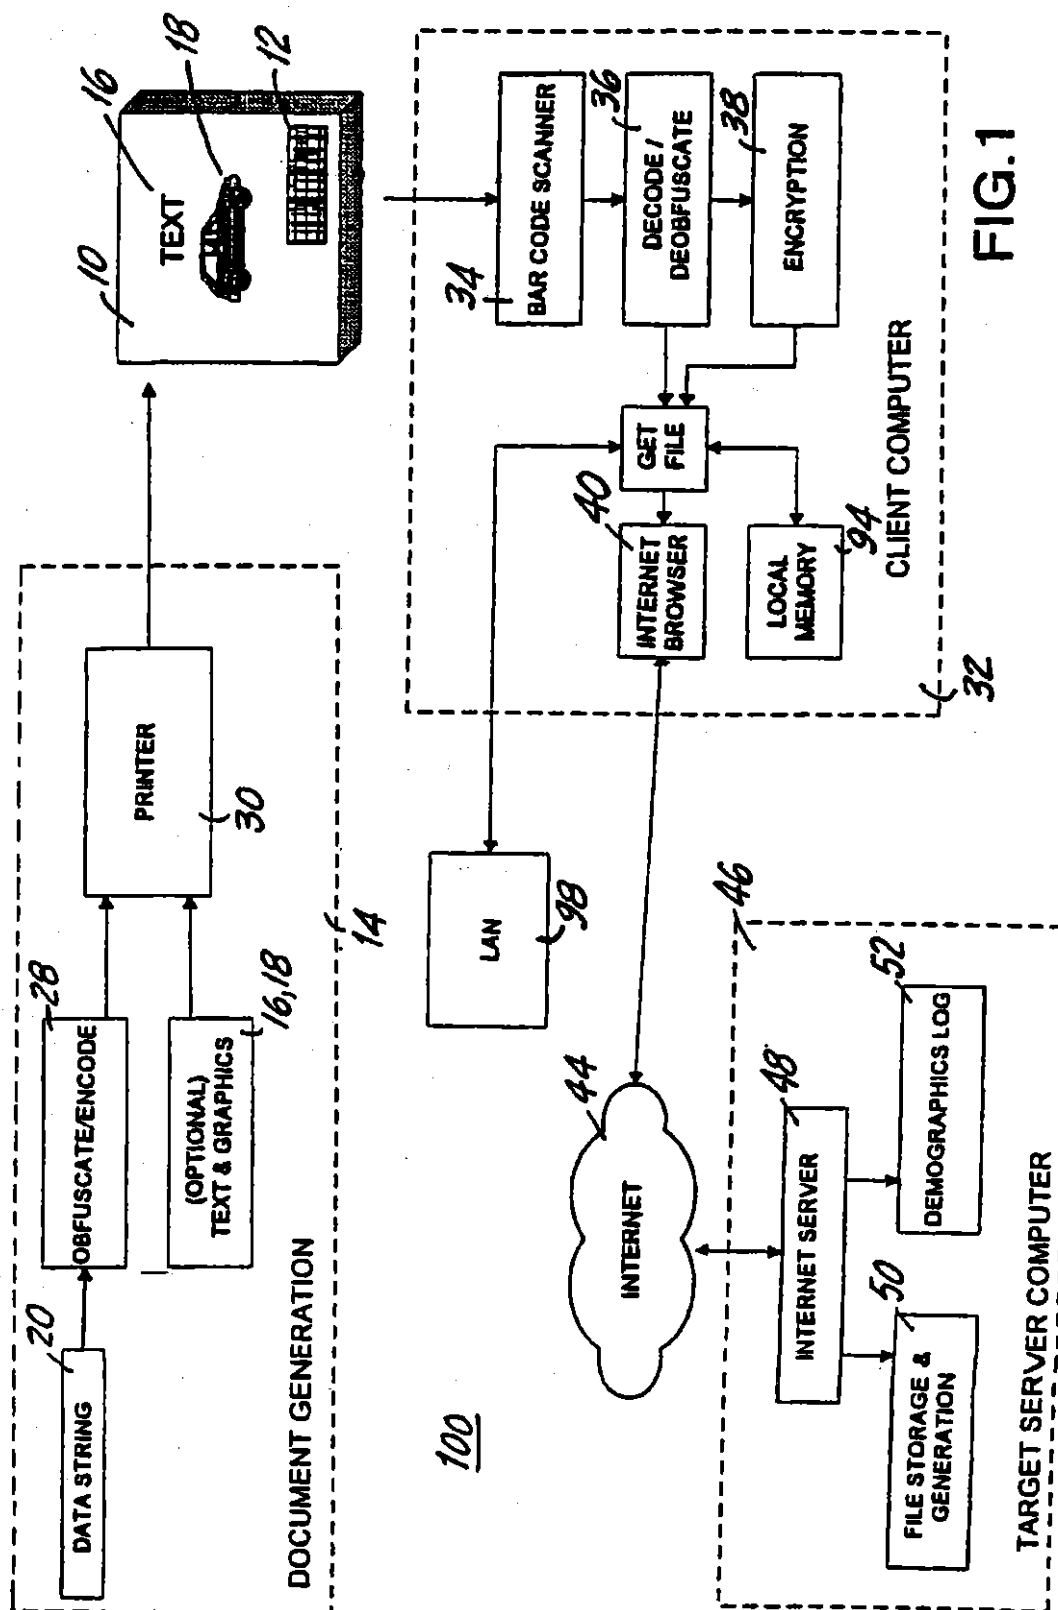 20
DATA STRING
28
OBFUSCATE/ENCODE
(OPTIONAL)
TEXT & GRAPHICS
16,18
PRINTER
30
DOCUMENT GENERATION
14
10
16
18
12
TEXT
100
LAN
98
44
INTERNET
BAR CODE SCANNER
34
DECODE /
DEOBFUSCATE
36
ENCRYPTION
38
GET
FILE
INTERNET
BROWSER
40
LOCAL
MEMORY
94
CLIENT COMPUTER
32
46
INTERNET SERVER
48
FILE STORAGE &
GENERATION
50
DEMOGRAPHICS LOG
52
TARGET SERVER COMPUTER
FIG.1